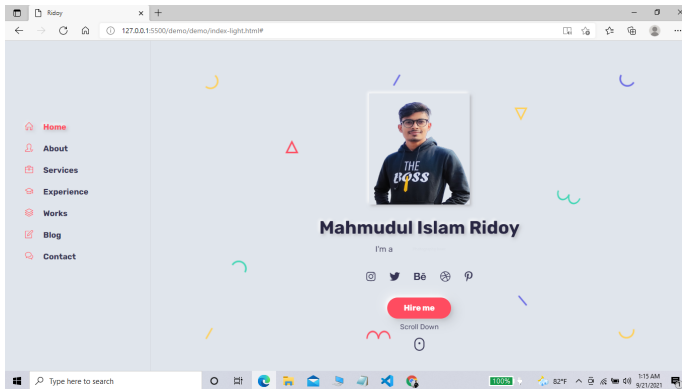 Ridoy
127.0.0.1:5500/demo/demo/index-light.html#
Home
About
Services
Experience
Works
Blog
Contact
THE
BOSS
Mahmudul Islam Ridoy
I'm a
Bē
Hire me
Scroll Down
Type here to search
100%
82°F
1:15 AM
9/21/2021